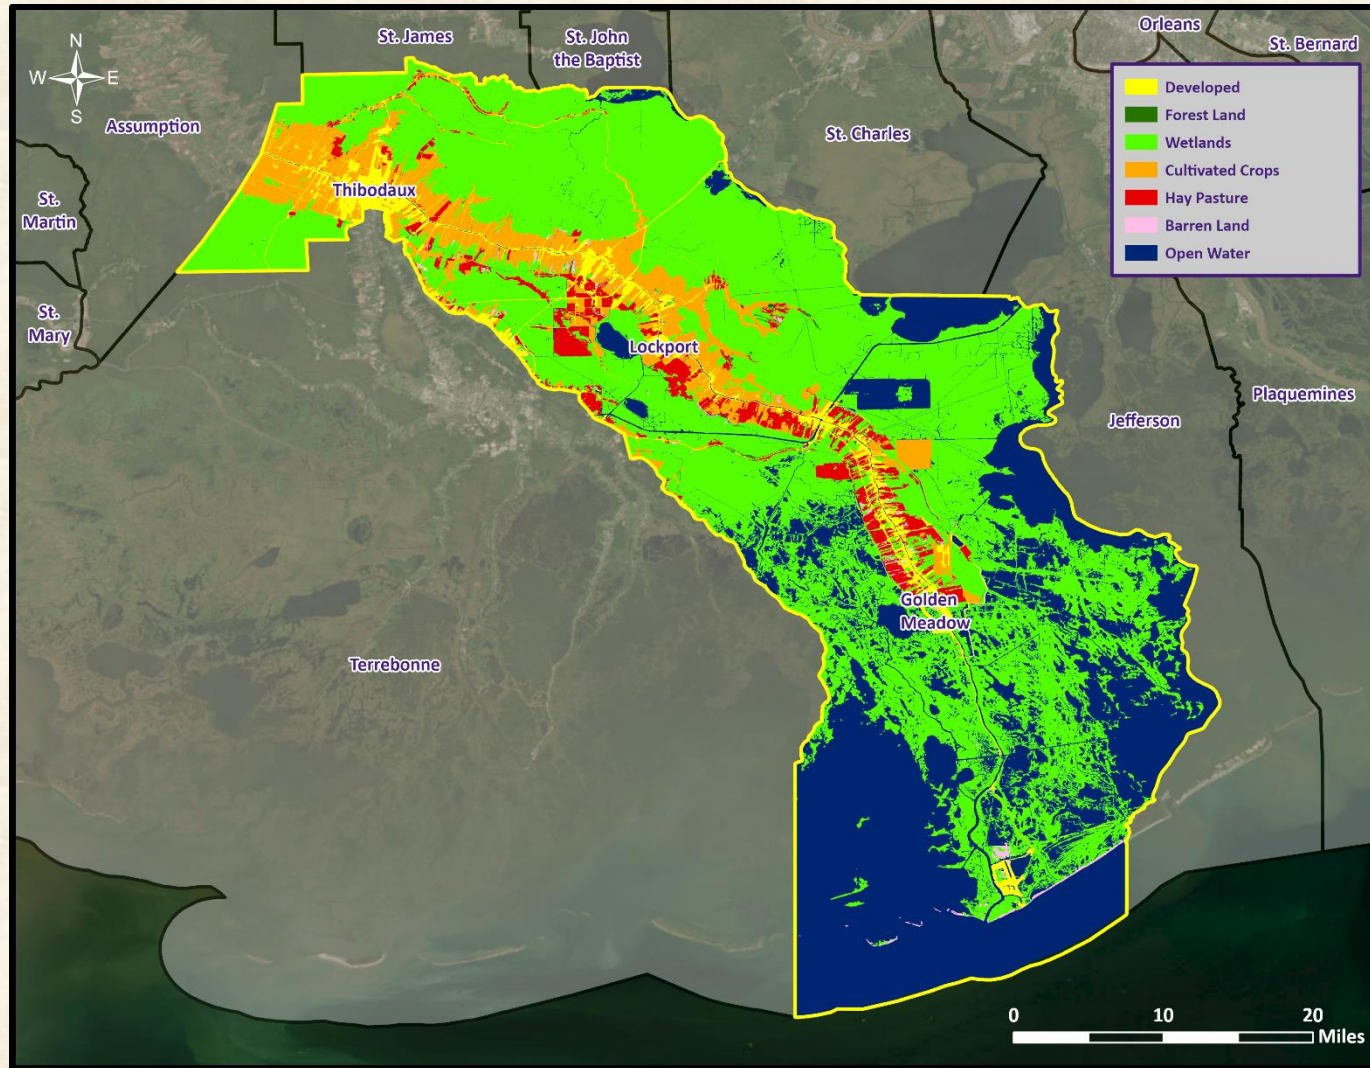 Orleans
St. James
St. John
the Baptist
St. Bernard
N
W
E
S
Developed
Forest Land
Wetlands
Cultivated Crops
Hay Pasture
Barren Land
Open Water
Assumption
St. Charles
St.
Martin
Thibodaux
St.
Mary
Lockport
Plaquemines
Jefferson
Golden
Meadow
Terrebonne
0 10 20
Miles